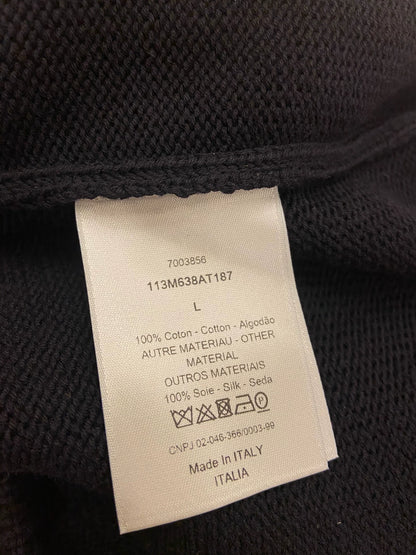 7003856
113M638AT187
L
100% Coton - Cotton - Algodão
AUTRE MATERIAU - OTHER
MATERIAL
OUTROS MATERIAIS
100% Soie - Silk - Seda
P
CNPJ 02-046-366/0003-99
Made In ITALY
ITALIA